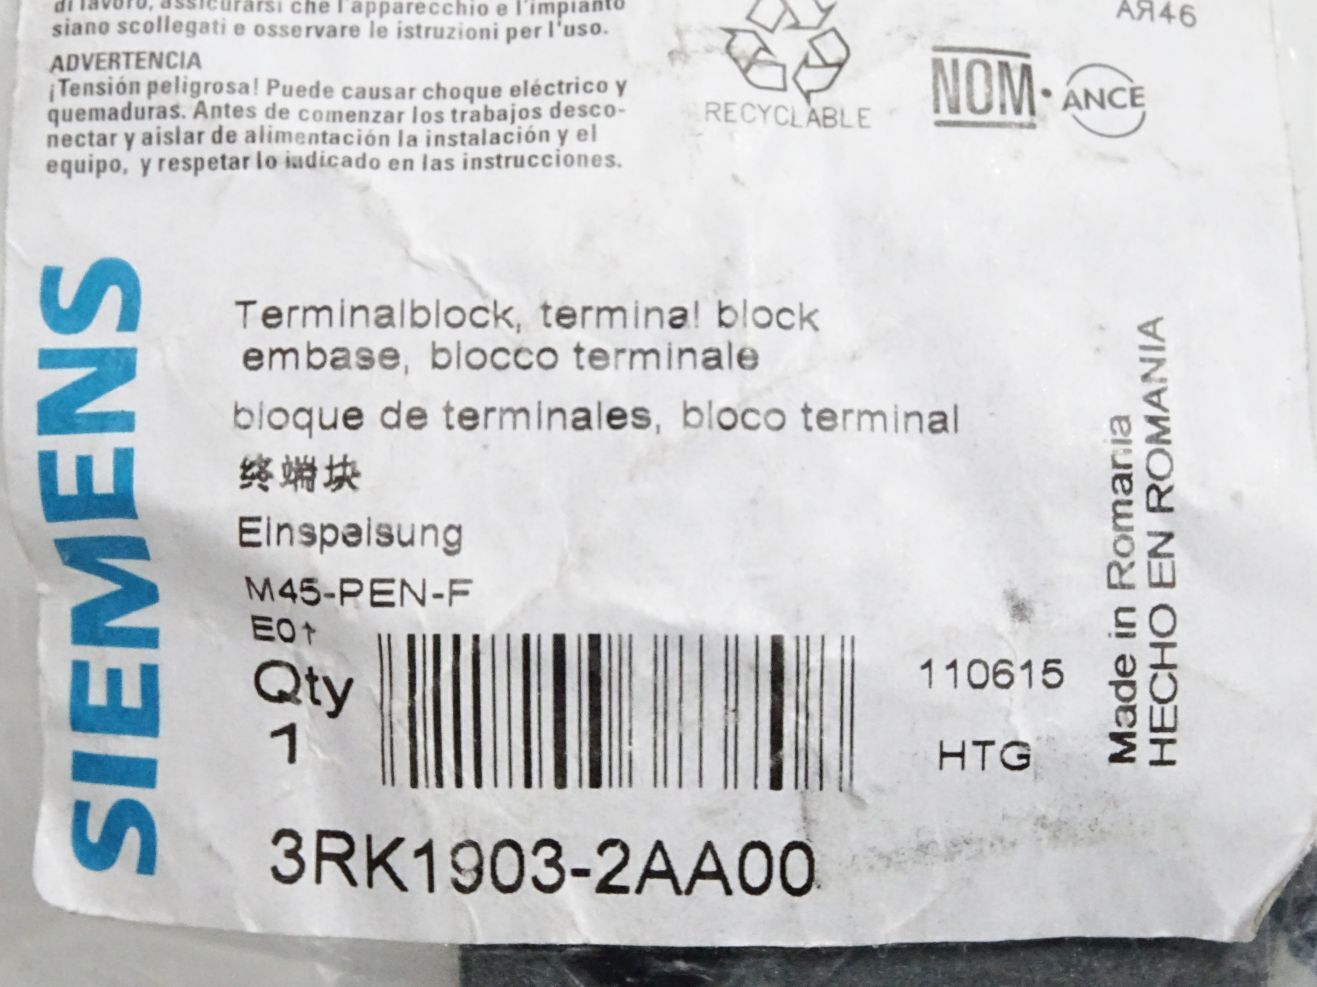 di lavoro, assicurarsi che l'apparecchio e l'impianto
siano scollegati e osservare le istruzioni per l'uso.
ADVERTENCIA
¡Tensión peligrosa! Puede causar choque eléctrico y
quemaduras. Antes de comenzar los trabajos desco-
nectar y aislar de alimentación la instalación y el
equipo, y respetar lo indicado en las instrucciones.
RECYCLABLE
NOM·ANCE
SIEMENS
Terminalblock, terminal block
embase, blocco terminale
bloque de terminales, bloco terminal
终端块
Einspeisung
M45-PEN-F
Qty
1
110615
HTG
3RK1903-2AA00
Made in Romania
HECHO EN ROMANIA